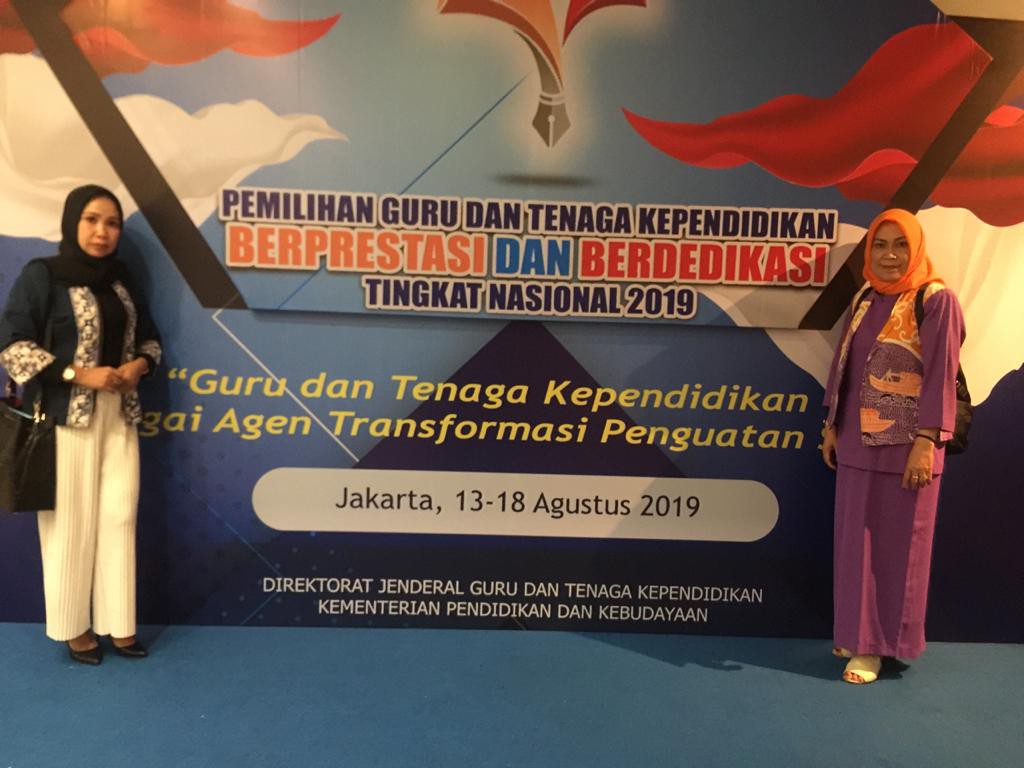 PEMILIHAN GURU DAN TENAGA KEPENDIDIKAN
BERPRESTASI DAN BERDEDIKASI
TINGKAT NASIONAL 2019
“Guru dan Tenaga Kependidikan
Agen Transformasi Penguatan
Jakarta, 13-18 Agustus 2019
DIREKTORAT JENDERAL GURU DAN TENAGA KEPENDIDIKAN
KEMENTERIAN PENDIDIKAN DAN KEBUDAYAAN